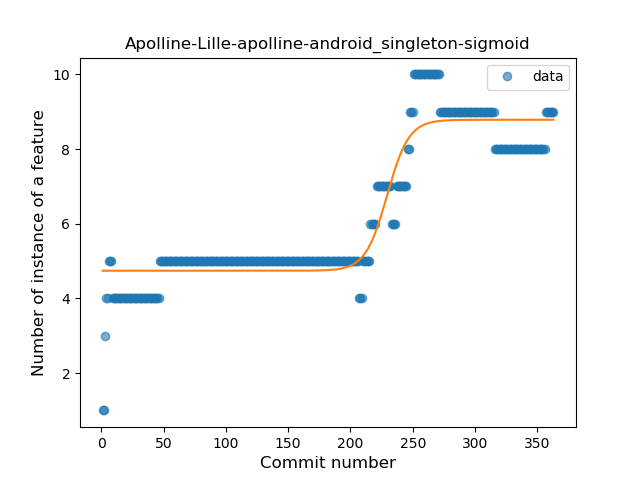 Apolline-Lille-apolline-android_singleton-sigmoid
data
Number of instance of a feature
10
8
6
4
2
0 50 100 150 200 250 300 350
Commit number